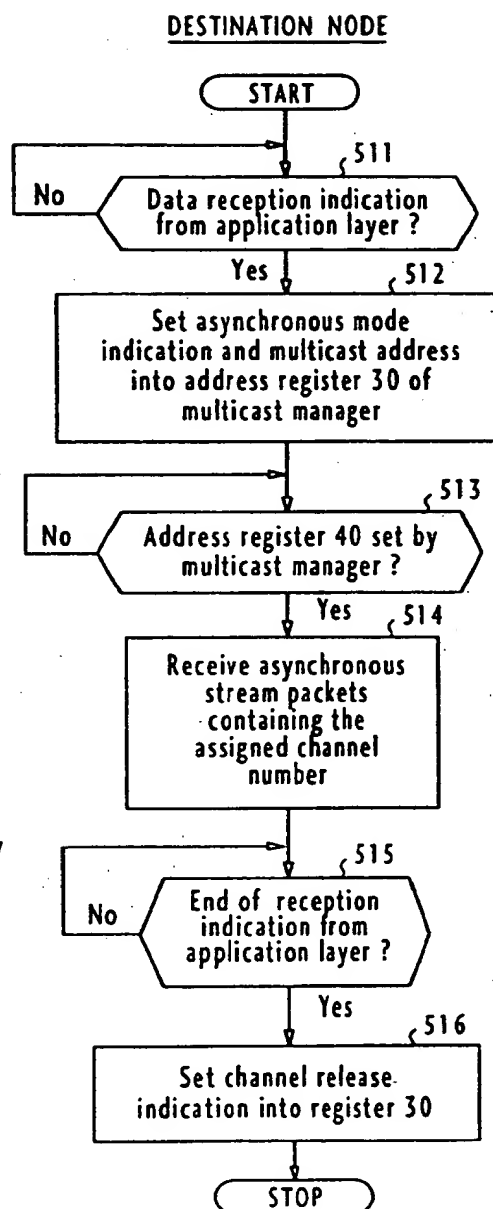 DESTINATION NODE
START
511
No
Data reception indication
from application layer ?
Yes
512
Set asynchronous mode
indication and multicast address
into address register 30 of
multicast manager
513
No
Address register 40 set by
multicast manager ?
Yes
514
Receive asynchronous
stream packets
containing the
assigned channel
number
515
No
End of reception
indication from
application layer ?
Yes
516
Set channel release
indication into register 30
STOP